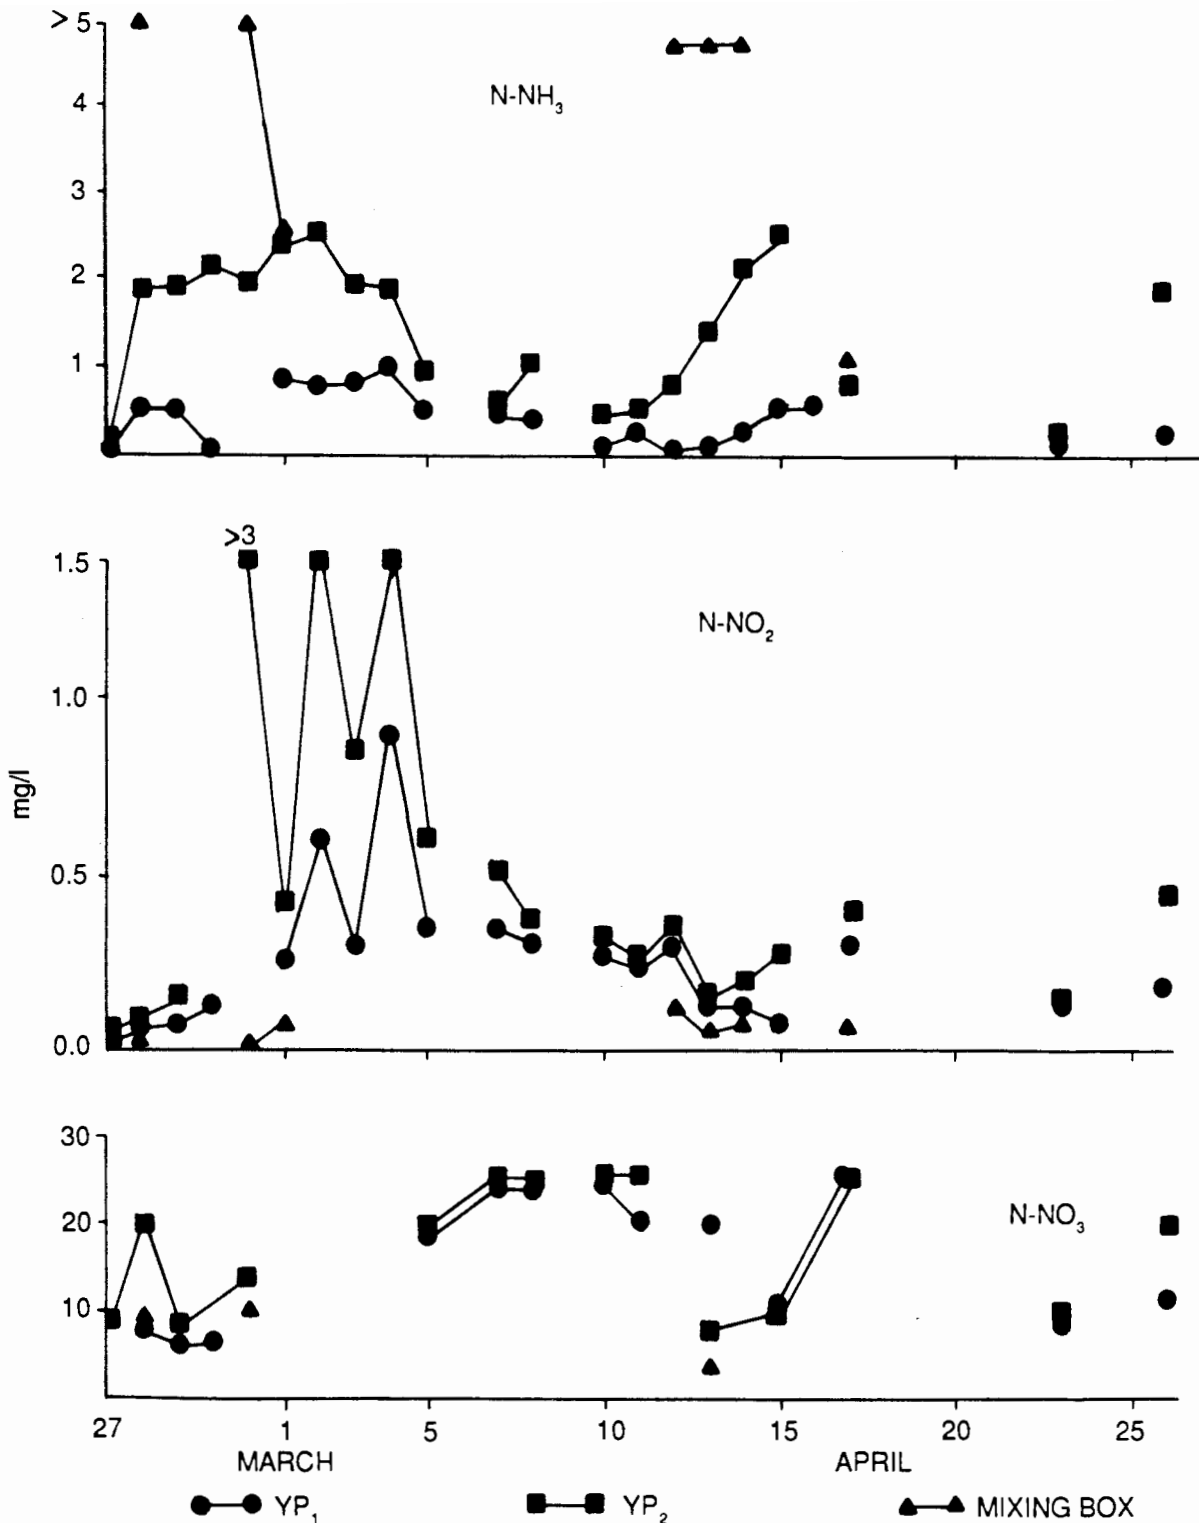 > 5
4
3
2
1
N-NH₃
>3
1.5
1.0
0.5
0.0
N-NO₂
mg/l
30
20
10
N-NO₃
27 1 5 10 15 20 25
MARCH APRIL
YP₁ YP₂ MIXING BOX